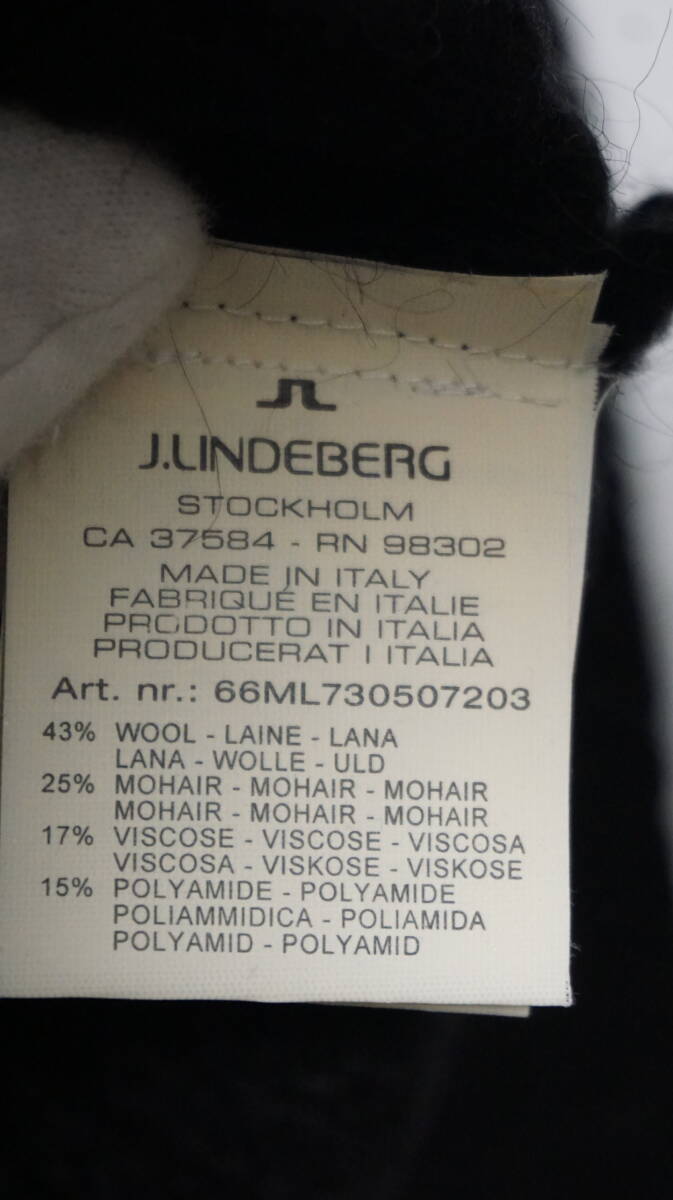 J.LINDEBERG
STOCKHOLM
CA 37584 - RN 98302
MADE IN ITALY
FABRIQUE EN ITALIE
PRODOTTO IN ITALIA
PRODUCERAT I ITALIA
Art. nr.: 66ML730507203
43% WOOL - LAINE - LANA
LANA - WOLLE - ULD
25% MOHAIR - MOHAIR - MOHAIR
MOHAIR - MOHAIR - MOHAIR
17% VISCOSE - VISCOSE - VISCOSA
VISCOSA - VISKOSE - VISKOSE
15% POLYAMIDE - POLYAMIDE
POLIAMMIDICA - POLIAMIDA
POLYAMID - POLYAMID